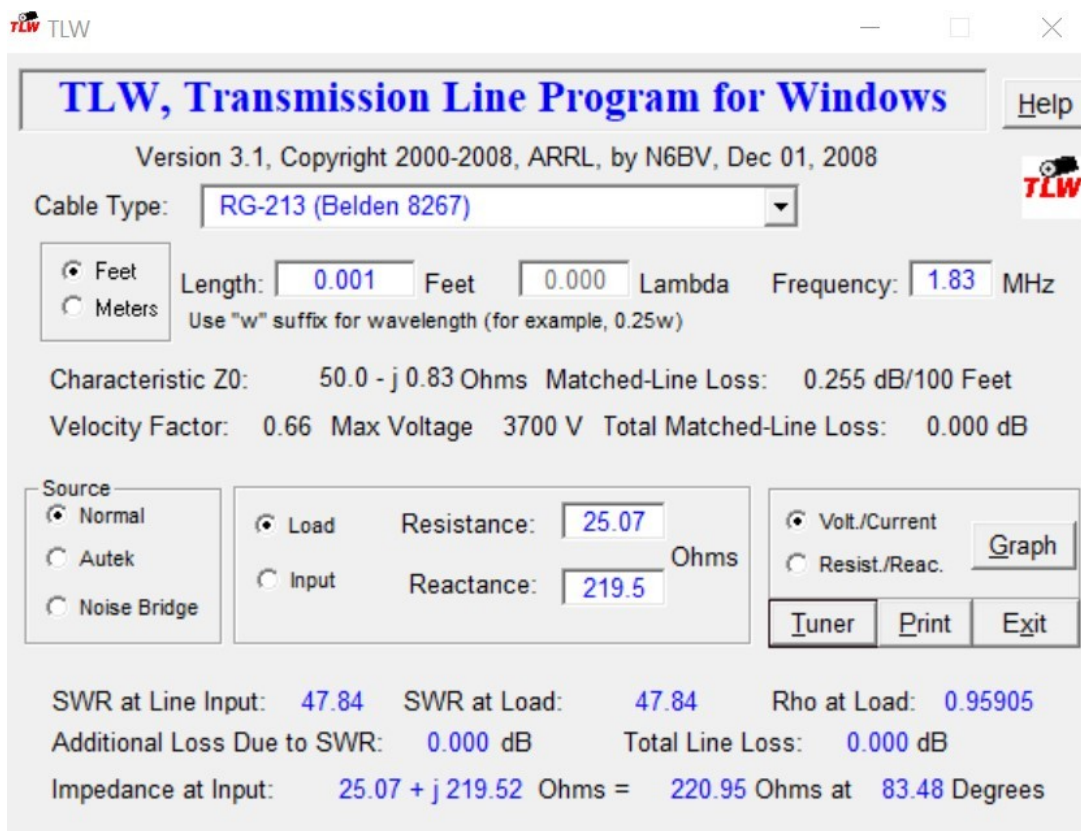 TLW TLW
TLW, Transmission Line Program for Windows Help
Version 3.1, Copyright 2000-2008, ARRL, by N6BV, Dec 01, 2008
TLW
Cable Type: RG-213 (Belden 8267)
Feet
Meters
Length: 0.001 Feet 0.000 Lambda Frequency: 1.83 MHz
Use "w" suffix for wavelength (for example, 0.25w)
Characteristic Z0: 50.0 - j 0.83 Ohms Matched-Line Loss: 0.255 dB/100 Feet
Velocity Factor: 0.66 Max Voltage 3700 V Total Matched-Line Loss: 0.000 dB
Source
Normal
Autek
Noise Bridge
Load
Input
Resistance: 25.07
Reactance: 219.5
Ohms
Volt./Current
Resist./Reac.
Graph
Tuner Print Exit
SWR at Line Input: 47.84 SWR at Load: 47.84 Rho at Load: 0.95905
Additional Loss Due to SWR: 0.000 dB Total Line Loss: 0.000 dB
Impedance at Input: 25.07 + j 219.52 Ohms = 220.95 Ohms at 83.48 Degrees